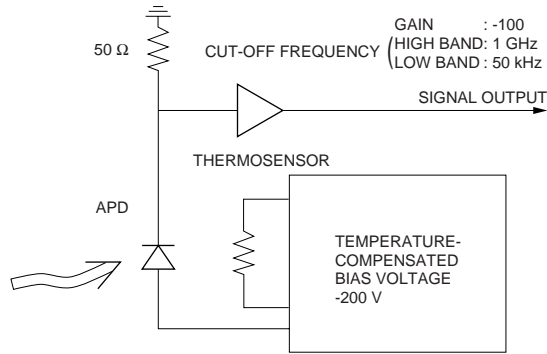 50 Ω
CUT-OFF FREQUENCY
GAIN : -100
(HIGH BAND: 1 GHz
LOW BAND : 50 kHz
SIGNAL OUTPUT
THERMOSENSOR
APD
TEMPERATURE-
COMPENSATED
BIAS VOLTAGE
-200 V